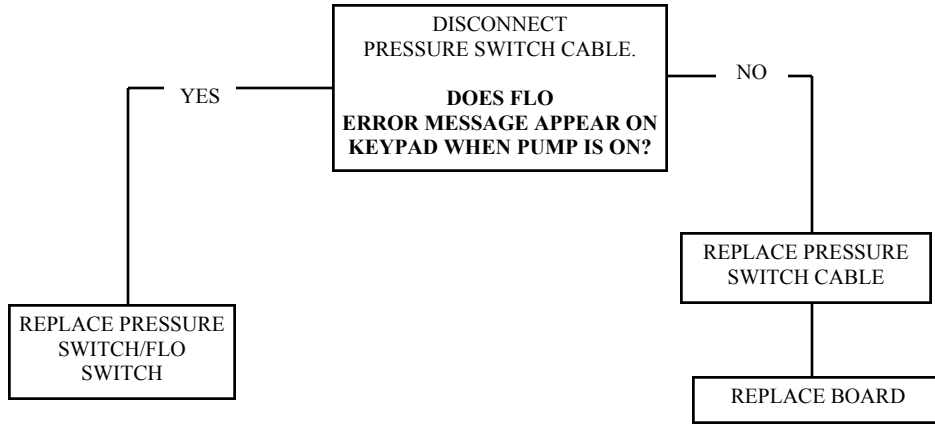 DISCONNECT
PRESSURE SWITCH CABLE.
DOES FLO
ERROR MESSAGE APPEAR ON
KEYPAD WHEN PUMP IS ON?
YES
NO
REPLACE PRESSURE
SWITCH/FLO
SWITCH
REPLACE PRESSURE
SWITCH CABLE
REPLACE BOARD